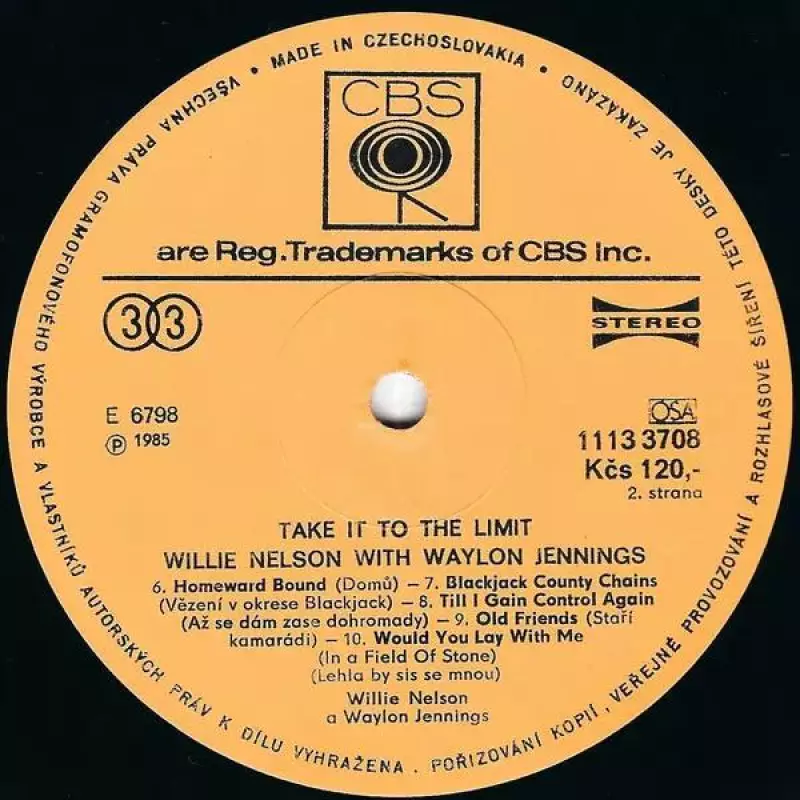 • MADE IN CZECHOSLOVAKIA •
VŠECHNA PRÁVA GRAMOFONOVÉHO VÝROBCE A VLASTNÍKŮ AUTORSKÝCH PRÁV K DÍLU VYHRAŽENA. POŘIZOVÁNÍ KOPIÍ, VEŘEJNÉ PROVOZOVÁNÍ A ROZHLASOVÉ ŠÍŘENÍ TÉTO DESKY JE ZAKÁZÁNO
CBS
are Reg.Trademarks of CBS Inc.
33
STEREO
E 6798
Ⓟ 1985
OSA
1113 3708
Kčs 120,-
2. strana
TAKE IT TO THE LIMIT
WILLIE NELSON WITH WAYLON JENNINGS
6. Homeward Bound (Domů) — 7. Blackjack County Chains
(Vězení v okrese Blackjack) — 8. Till I Gain Control Again
(Až se dám zase dohromady) — 9. Old Friends (Staří
kamarádi) — 10. Would You Lay With Me
(In a Field Of Stone)
(Lehla by sis se mnou)
Willie Nelson
a Waylon Jennings